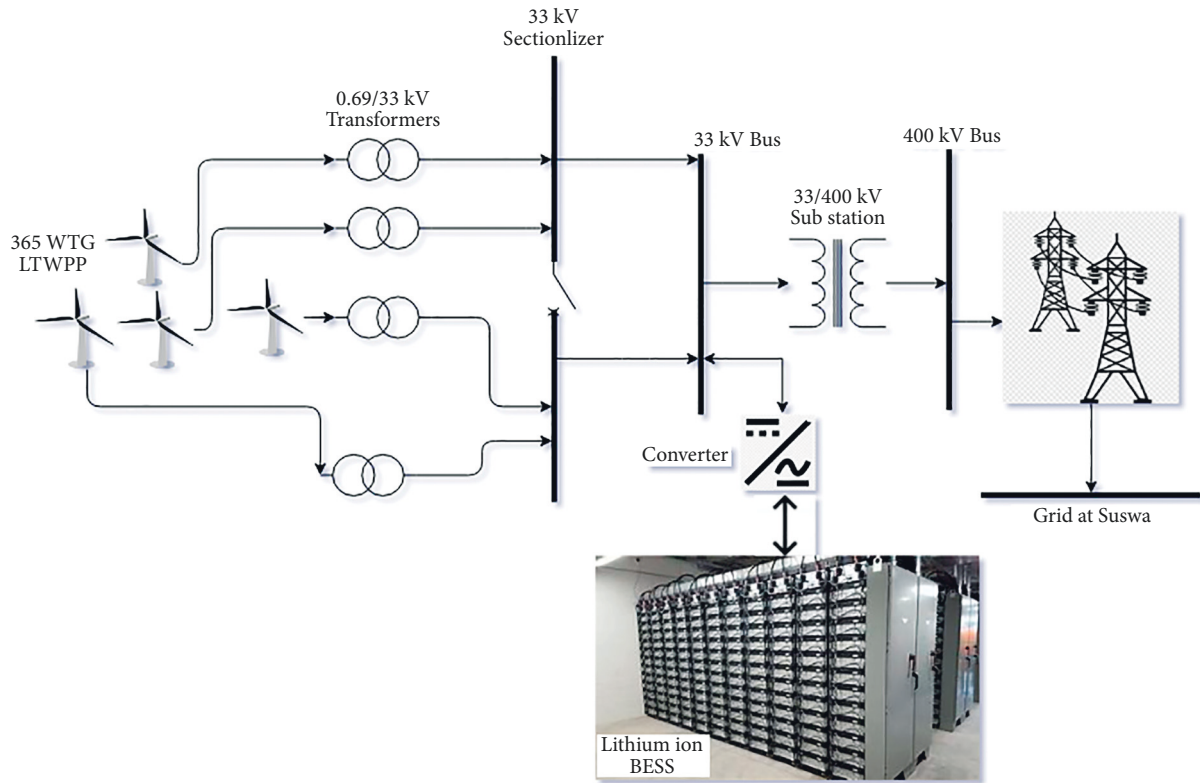 33 kV
Sectionlizer
0.69/33 kV
Transformers
33 kV Bus
400 kV Bus
33/400 kV
Sub station
365 WTG
LTWPP
Converter
Grid at Suswa
Lithium ion
BESS